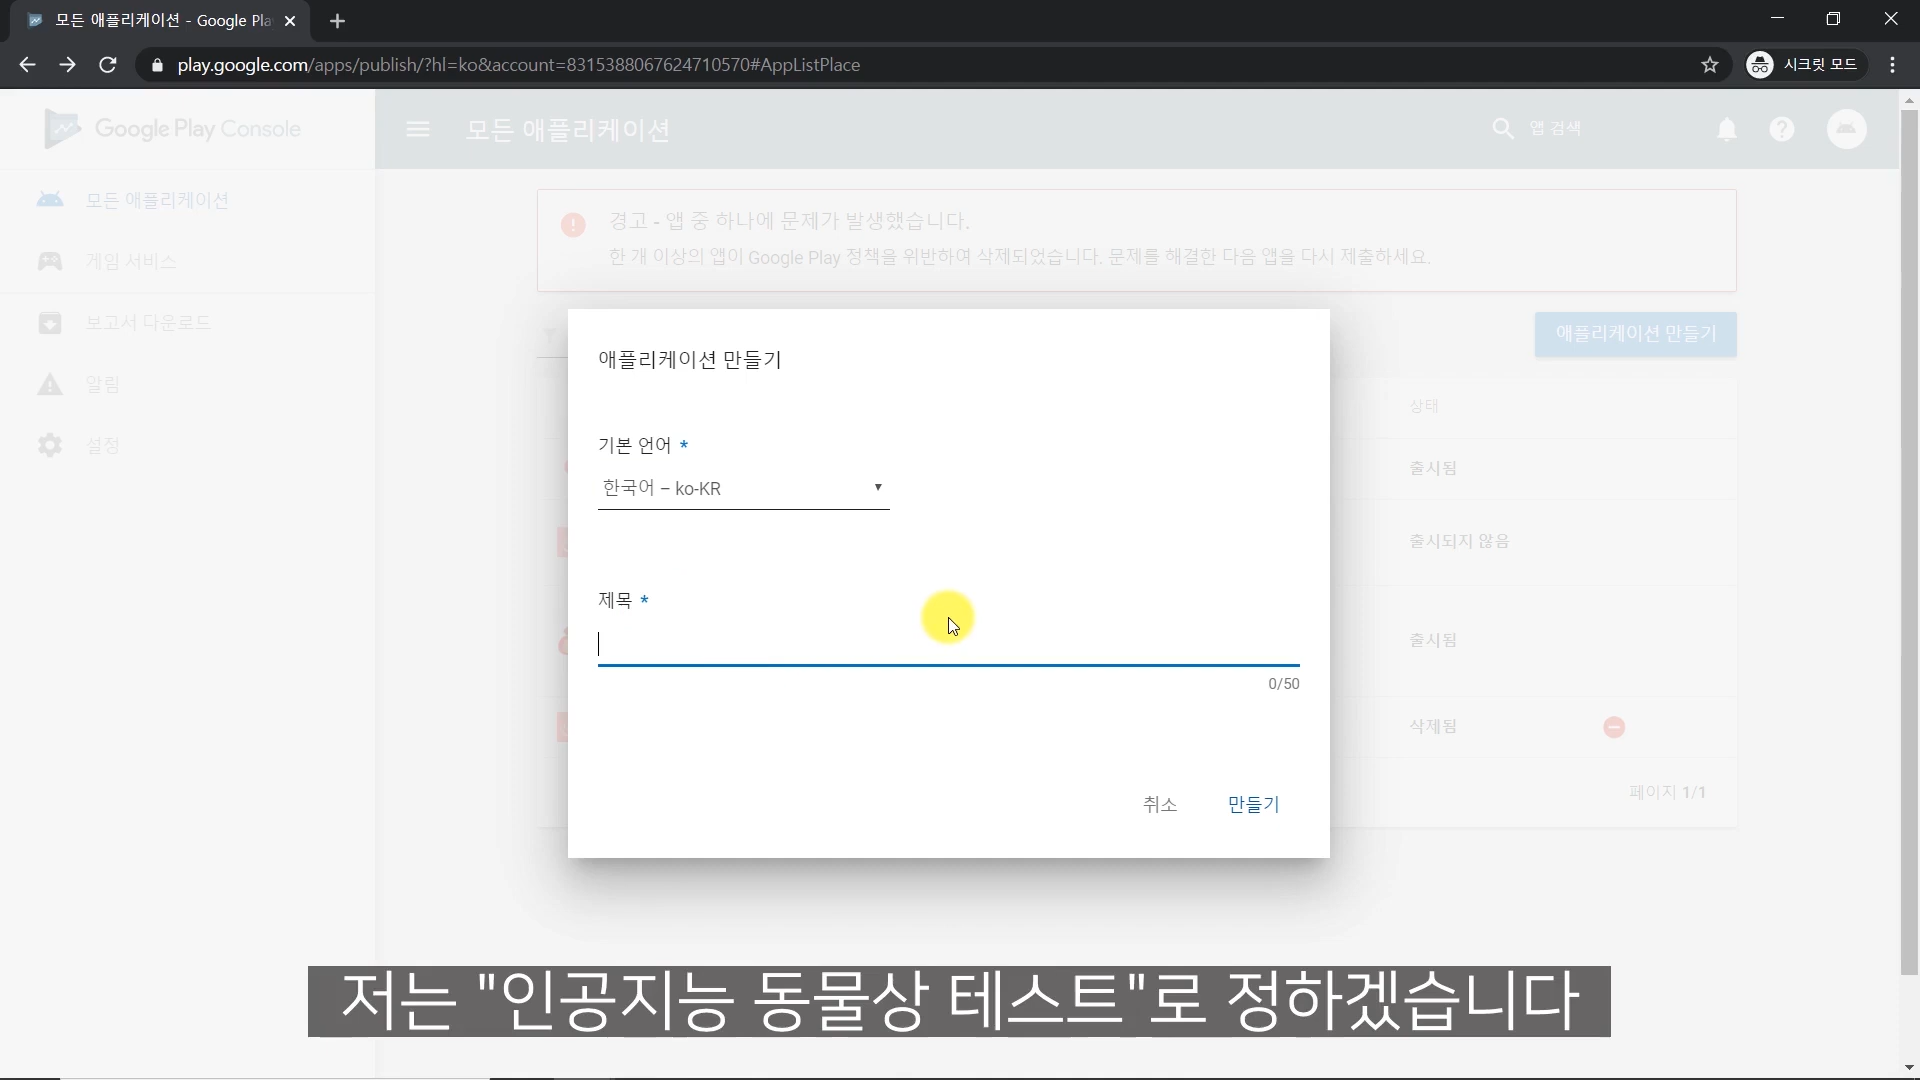 모든 애플리케이션 - Google Pla
play.google.com/apps/publish/?hl=ko&account=8315388067624710570#AppListPlace
시크릿 모드
Google Play Console
모든 애플리케이션
앱 검색
모든 애플리케이션
게임 서비스
보고서 다운로드
알림
설정
경고 - 앱 중 하나에 문제가 발생했습니다.
한 개 이상의 앱이 Google Play 정책을 위반하여 삭제되었습니다. 문제를 해결한 다음 앱을 다시 제출하세요.
애플리케이션 만들기
상태
출시됨
출시되지 않음
출시됨
삭제됨
페이지 1/1
애플리케이션 만들기
기본 언어 *
한국어 – ko-KR
제목 *
0/50
취소
만들기
저는 "인공지능 동물상 테스트"로 정하겠습니다